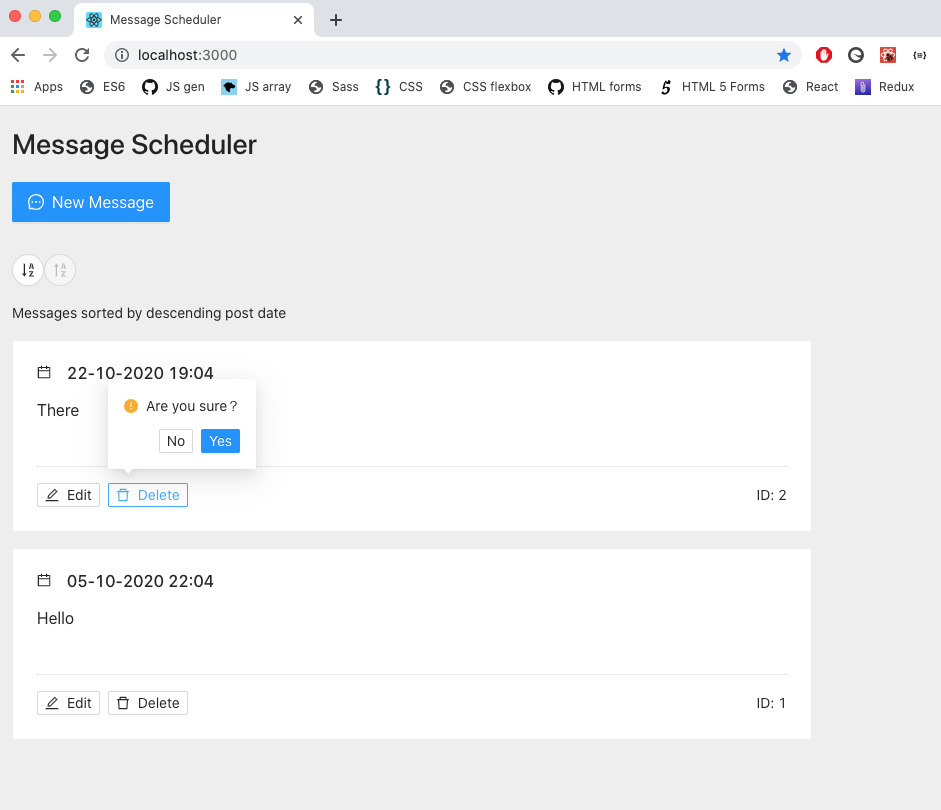 Message Scheduler
localhost:3000
Apps ES6 JS gen JS array Sass {} CSS CSS flexbox HTML forms 5 HTML 5 Forms React Redux
Message Scheduler
New Message
A Z A Z
Messages sorted by descending post date
22-10-2020 19:04
There
Are you sure？
No Yes
Edit Delete ID: 2
05-10-2020 22:04
Hello
Edit Delete ID: 1